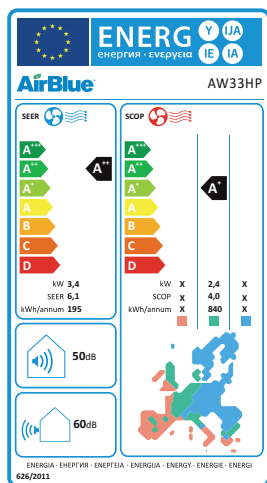 ENERG
Y IJA
IE IA
енергия · ενεργεια
AirBlue
AW33HP
SEER
SCOP
A+++ A+++
A++ A++ A++
A+ A+ A+
A A
B B
C C
D D
kW 3,4 kW X 2,4 X
SEER 6,1 SCOP X 4,0 X
kWh/annum 195 kWh/annum X 840 X
50dB
60dB
ENERGIA · ЕНЕРГИЯ · ΕΝΕΡΓΕΙΑ · ENERGIJA · ENERGY · ENERGIE · ENERGI
626/2011